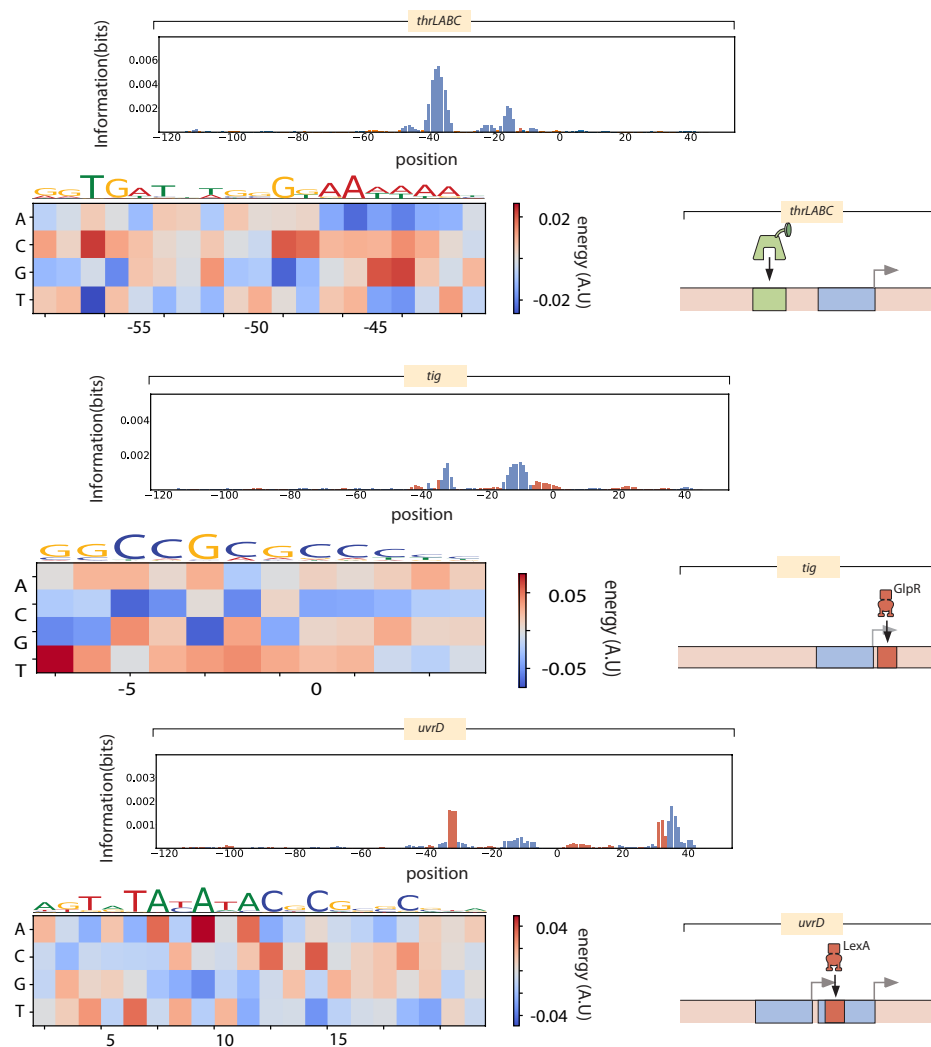 thrLABC
Information(bits)
0.006
0.004
0.002
−120 −100 −80 −60 −40 −20 0 20 40
position
A
C
G
T
-55 -50 -45
0.02
-0.02
energy (A.U)
thrLABC
tig
Information(bits)
0.004
0.002
−120 −100 −80 −60 −40 −20 0 20 40
position
GGCCGCGCCCCC
A
C
G
T
-5 0
0.05
-0.05
energy (A.U)
tig
GlpR
uvrD
Information(bits)
0.003
0.002
0.001
−120 −100 −80 −60 −40 −20 0 20 40
position
A
C
G
T
5 10 15
0.04
-0.04
energy (A.U)
uvrD
LexA